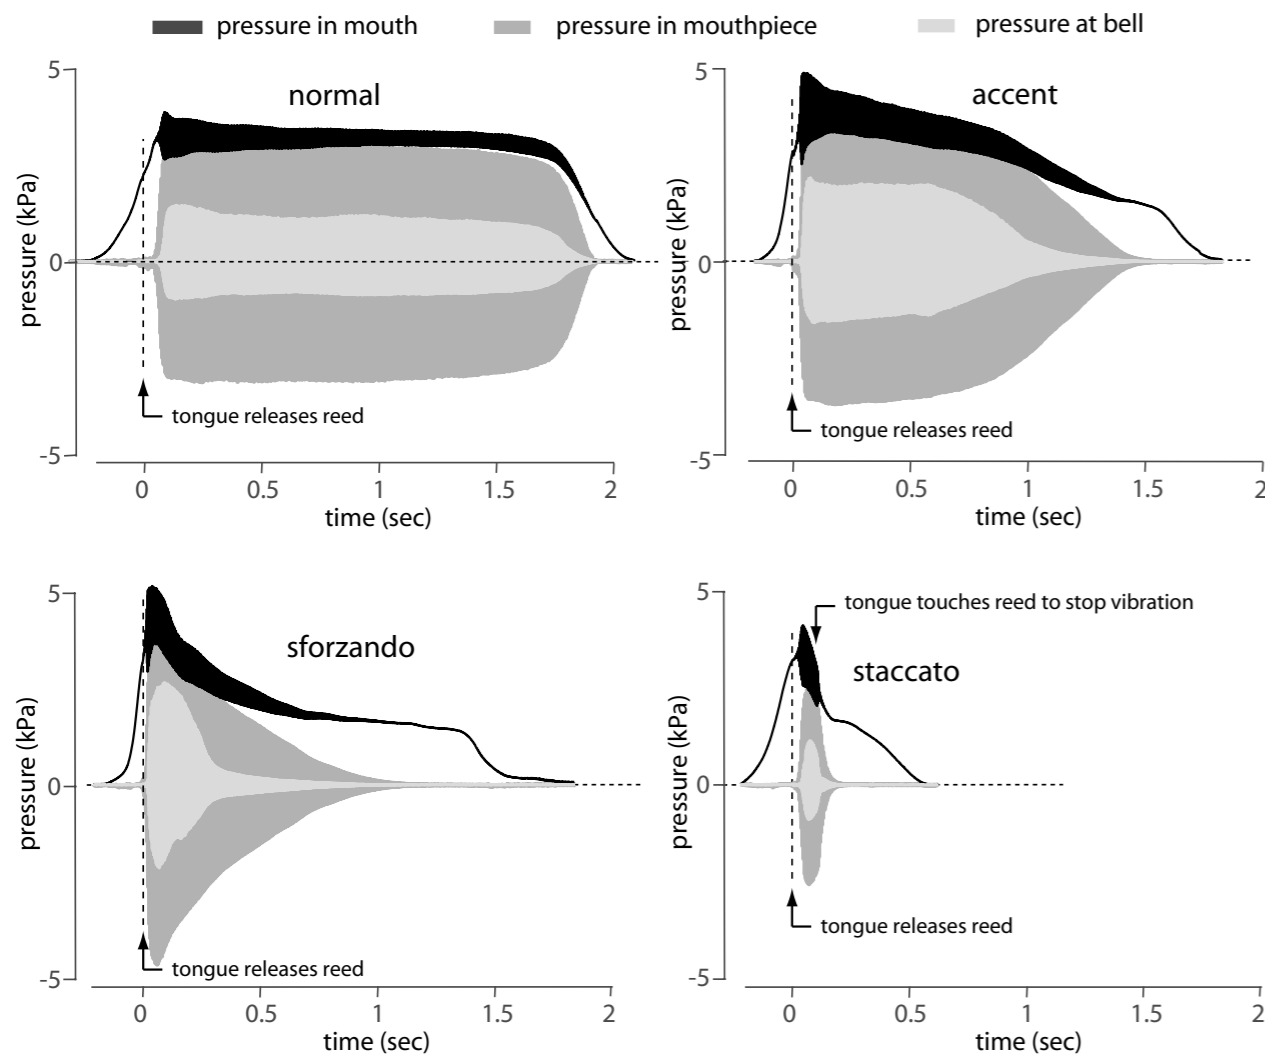 pressure in mouth pressure in mouthpiece pressure at bell
normal
5
0
-5
pressure (kPa)
tongue releases reed
0 0.5 1 1.5 2
time (sec)
accent
5
0
-5
pressure (kPa)
tongue releases reed
0 0.5 1 1.5 2
time (sec)
sforzando
5
0
-5
pressure (kPa)
tongue releases reed
0 0.5 1 1.5 2
time (sec)
tongue touches reed to stop vibration
staccato
5
0
-5
pressure (kPa)
tongue releases reed
0 0.5 1 1.5 2
time (sec)